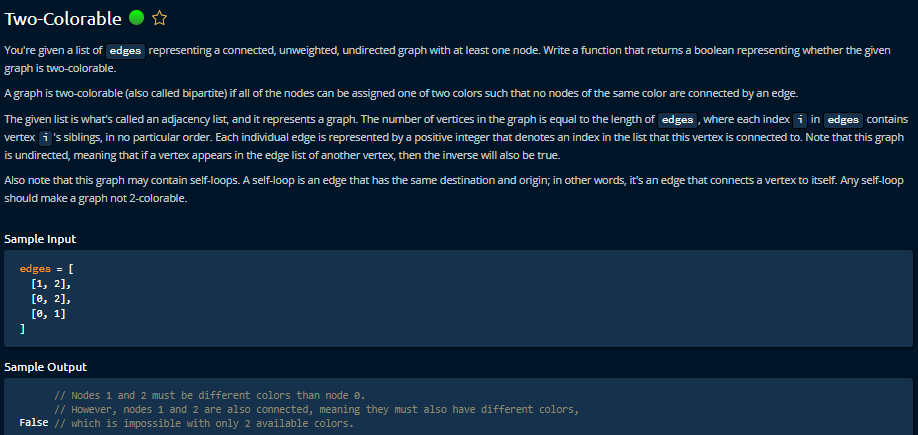 Two-Colorable
You're given a list of edges representing a connected, unweighted, undirected graph with at least one node. Write a function that returns a boolean representing whether the given
graph is two-colorable.
A graph is two-colorable (also called bipartite) if all of the nodes can be assigned one of two colors such that no nodes of the same color are connected by an edge.
The given list is what's called an adjacency list, and it represents a graph. The number of vertices in the graph is equal to the length of edges, where each index i in edges contains
vertex i's siblings, in no particular order. Each individual edge is represented by a positive integer that denotes an index in the list that this vertex is connected to. Note that this graph
is undirected, meaning that if a vertex appears in the edge list of another vertex, then the inverse will also be true.
Also note that this graph may contain self-loops. A self-loop is an edge that has the same destination and origin; in other words, it's an edge that connects a vertex to itself. Any self-loop
should make a graph not 2-colorable.
Sample Input
edges = [
[1, 2],
[0, 2],
[0, 1]
]
Sample Output
// Nodes 1 and 2 must be different colors than node 0.
// However, nodes 1 and 2 are also connected, meaning they must also have different colors,
False // which is impossible with only 2 available colors.